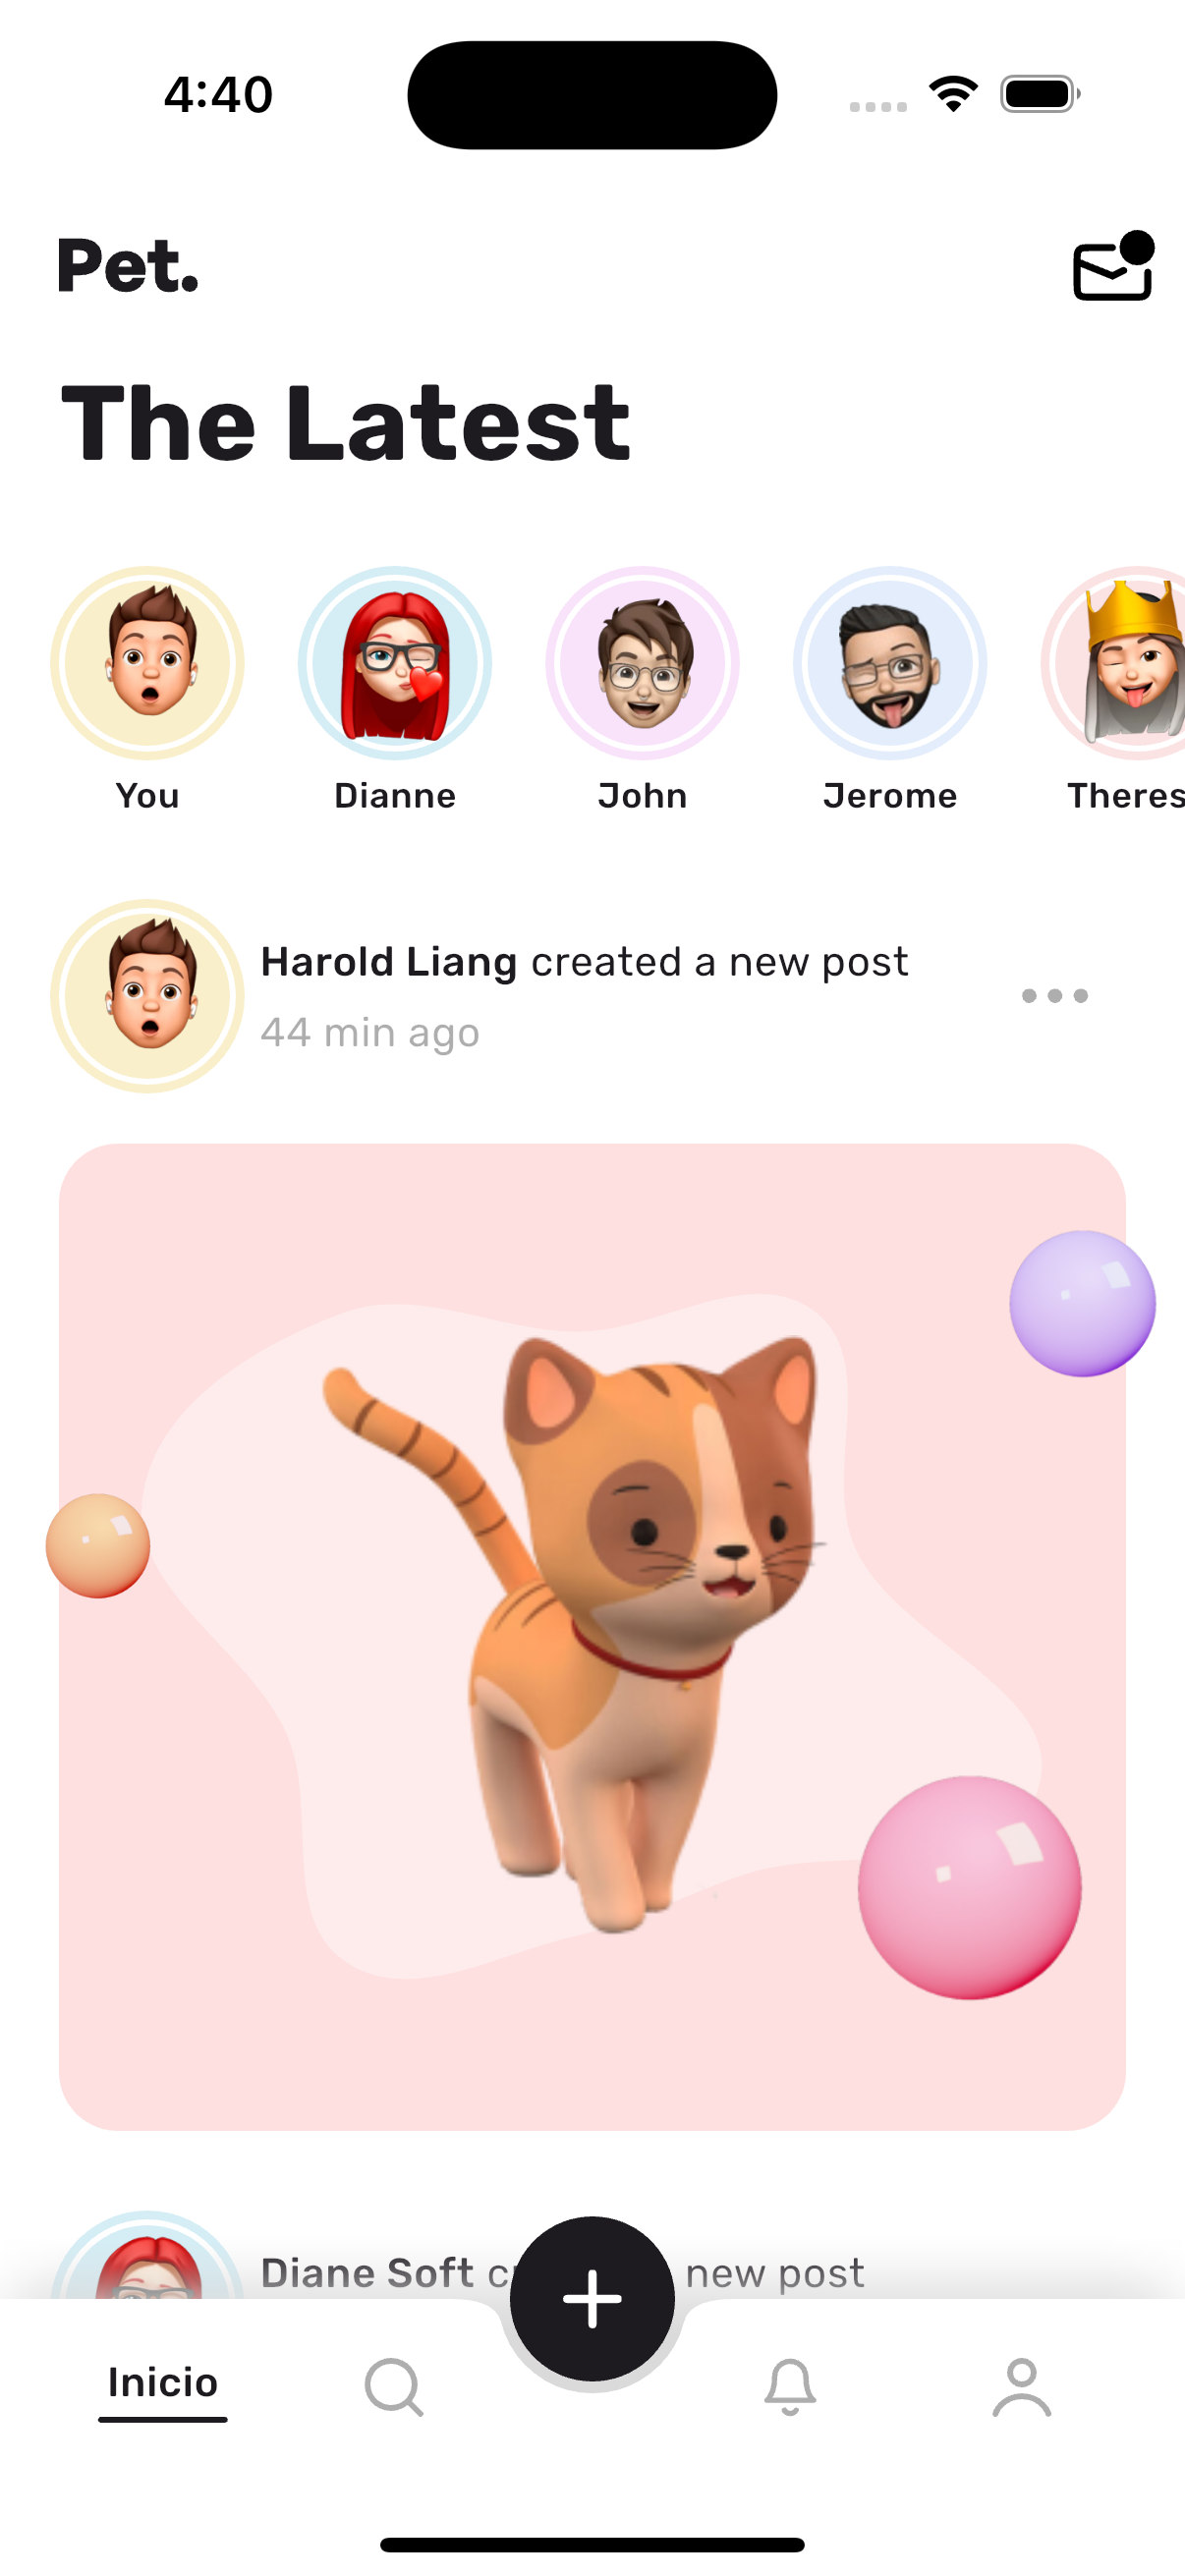 4:40
Pet.
The Latest
You
Dianne
John
Jerome
Theres
Harold Liang created a new post
44 min ago
Diane Soft new post
Inicio